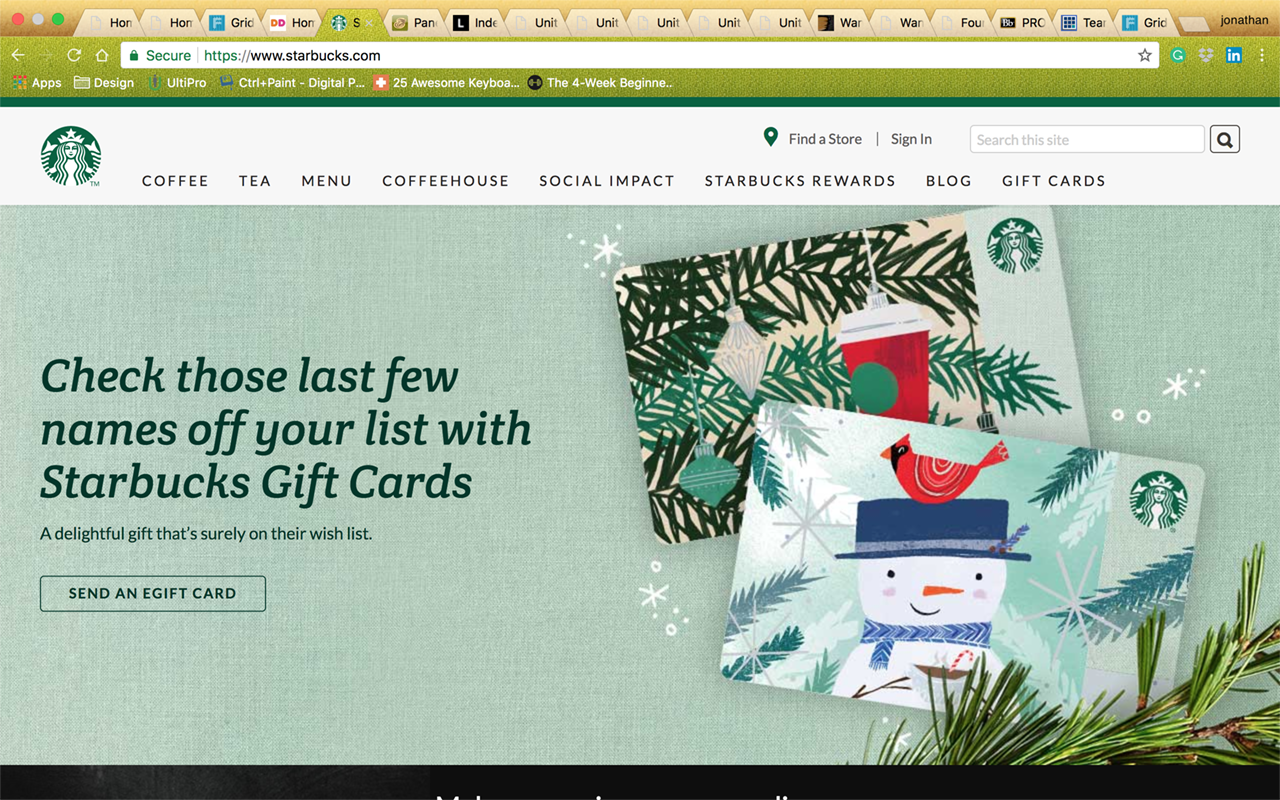 Hon Hon Grid Hon S Pan Inde Unit Unit Unit Unit Unit War War Fou PRO Tear Grid jonathan
Secure https://www.starbucks.com
Apps Design UltiPro Ctrl+Paint - Digital P... 25 Awesome Keyboa... The 4-Week Beginne...
Find a Store | Sign In Search this site
TM
COFFEE TEA MENU COFFEEHOUSE SOCIAL IMPACT STARBUCKS REWARDS BLOG GIFT CARDS
Check those last few
names off your list with
Starbucks Gift Cards
A delightful gift that's surely on their wish list.
SEND AN EGIFT CARD